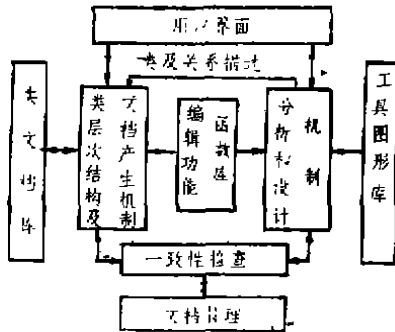 用户界面
类及关系描述
类文档库
类层次结构及
文档产生机制
编辑功能
函数库
分析和设计
机制
工具图形库
一致性检查
文档管理